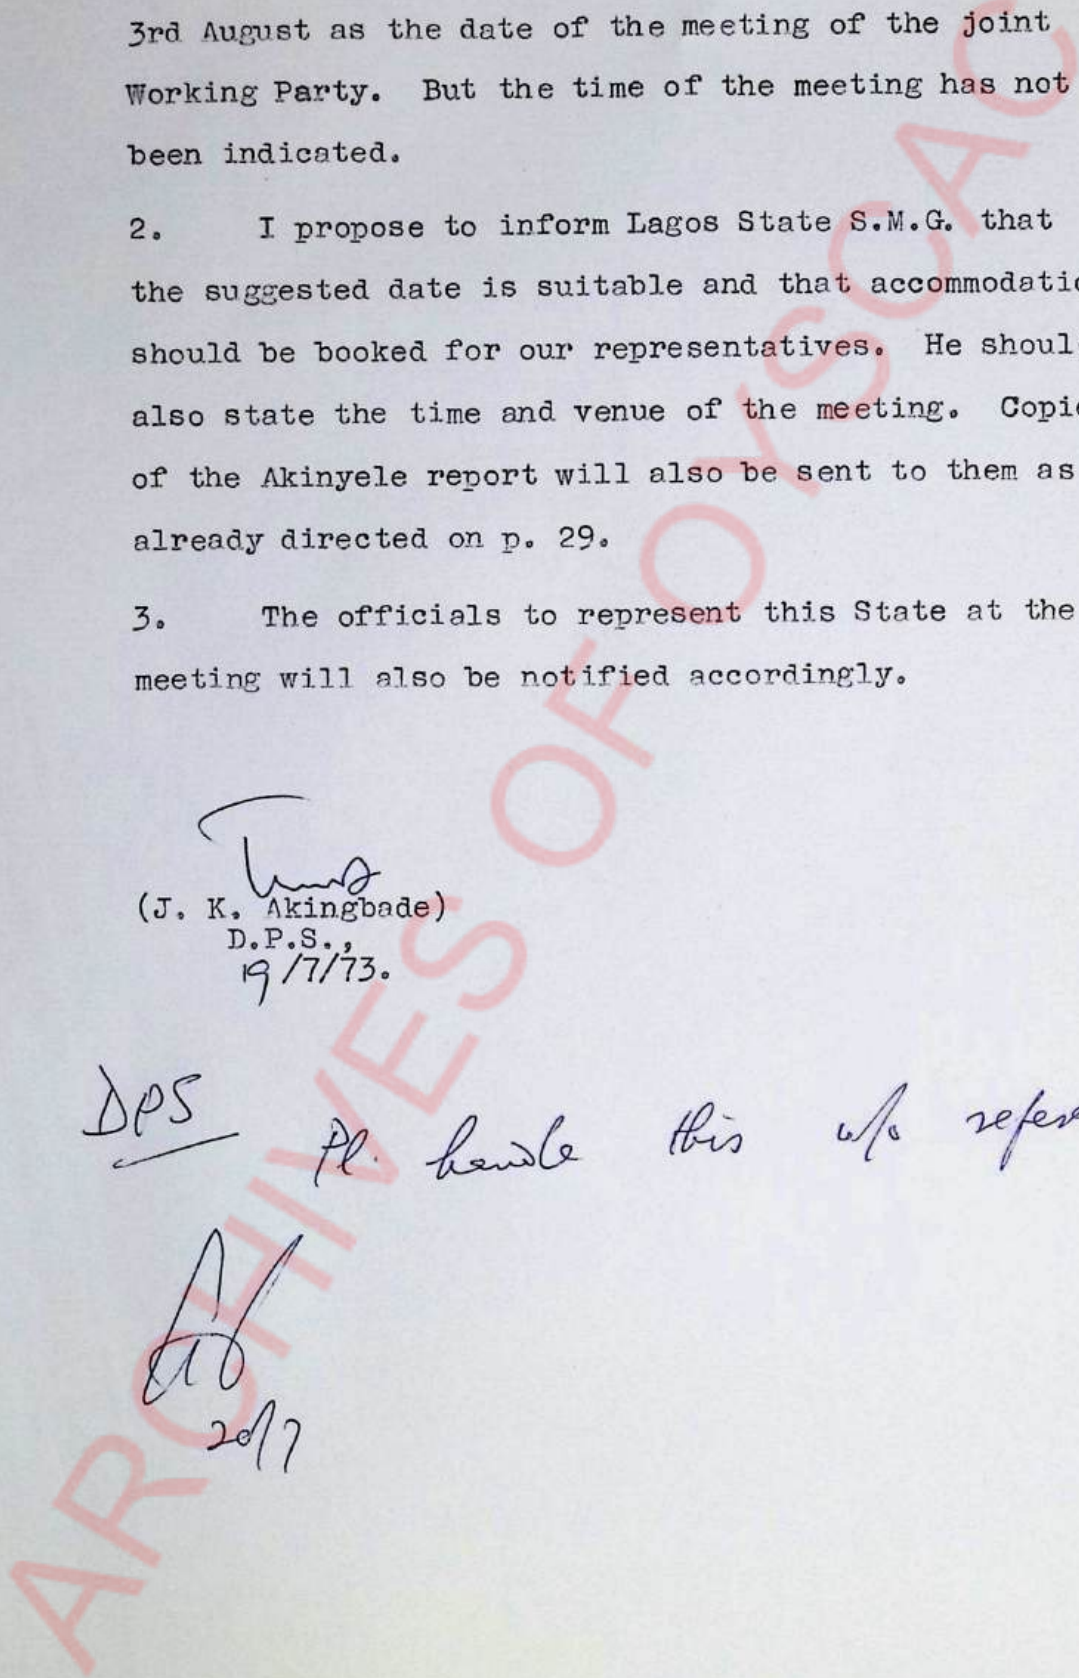 3rd August as the date of the meeting of the joint
Working Party. But the time of the meeting has not
been indicated.
2. I propose to inform Lagos State S.M.G. that
the suggested date is suitable and that accommodati
should be booked for our representatives. He shoul
also state the time and venue of the meeting. Copi
of the Akinyele report will also be sent to them as
already directed on p. 29.
3. The officials to represent this State at the
meeting will also be notified accordingly.
(J. K. Akingbade)
D.P.S.,
19/7/73.
DPS
Pl. handle this w/o refer
20/7
ARCHIVES OF OYSCAC